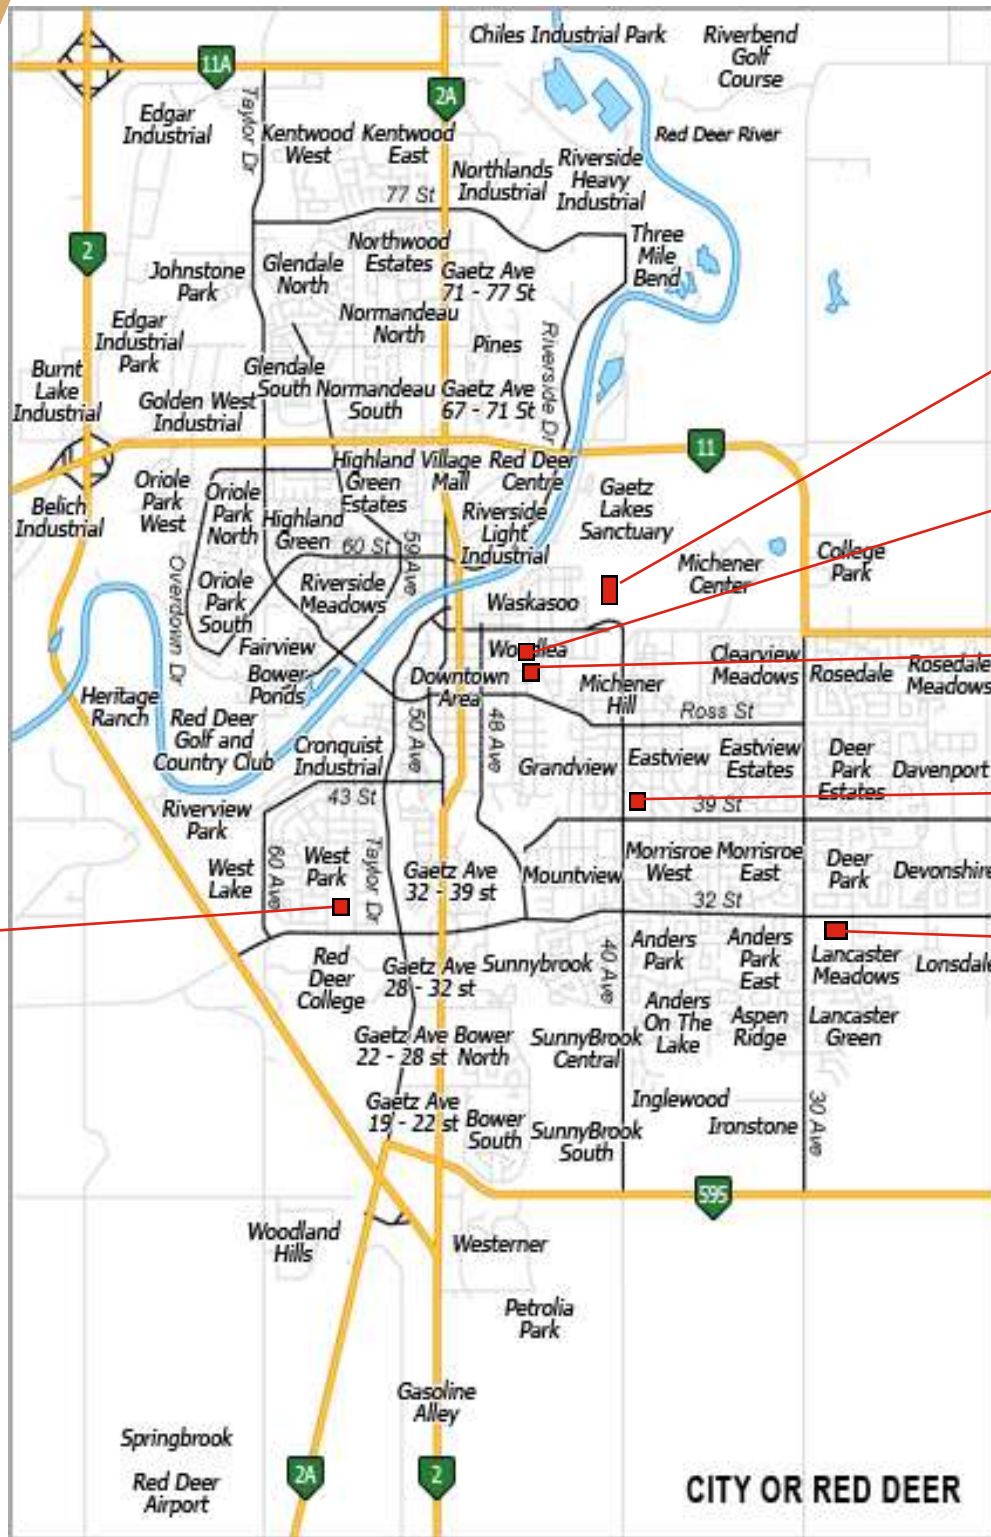 Chiles Industrial Park
Riverbend
Golf
Course
11A
2A
Taylor Dr
Edgar
Industrial
Kentwood
West
Kentwood
East
Red Deer River
Northlands
Industrial
Riverside
Heavy
Industrial
77 St
2
Three
Mile
Bend
Johnstone
Park
Glendale
North
Northwood
Estates
Gaetz Ave
71 - 77 St
Normandeau
North
Edgar
Industrial
Park
Pines
Riverside Dr
Burnt
Lake
Industrial
Glendale
South
Golden West
Industrial
Normandeau
South
Gaetz Ave
67 - 71 St
11
Highland
Green
Estates
Village
Mall
Red Deer
Centre
Oriole
Park
West
Oriole
Park
North
Gaetz
Lakes
Sanctuary
Belich
Industrial
Highland
Green
Riverside
Light
Industrial
60 St
59 Ave
Michener
Center
College
Park
Overdown Dr
Oriole
Park
South
Riverside
Meadows
Waskasoo
Fairview
Woodlea
Clearview
Meadows
Rosedale
Rosedale
Meadows
Bower
Ponds
Downtown
Area
Michener
Hill
Heritage
Ranch
Red Deer
Golf and
Country Club
Ross St
50 Ave
48 Ave
Cronquist
Industrial
Grandview
Eastview
Eastview
Estates
Deer
Park
Estates
Davenport
43 St
39 St
Riverview
Park
West
Lake
60 Ave
West
Park
Taylor Dr
Gaetz Ave
32 - 39 st
Mountview
Morrisroe
West
Morrisroe
East
Deer
Park
Devonshire
32 St
Red
Deer
College
Gaetz Ave
28 - 32 st
Sunnybrook
40 Ave
Anders
Park
Anders
Park
East
Lancaster
Meadows
Lonsdale
Anders
On The
Lake
Aspen
Ridge
Lancaster
Green
Gaetz Ave
22 - 28 st
Bower
North
SunnyBrook
Central
Gaetz Ave
19 - 22 st
Bower
South
SunnyBrook
South
Inglewood
Ironstone
30 Ave
595
Woodland
Hills
Westerner
Petrolia
Park
Gasoline
Alley
Springbrook
Red Deer
Airport
2A
2
CITY OR RED DEER